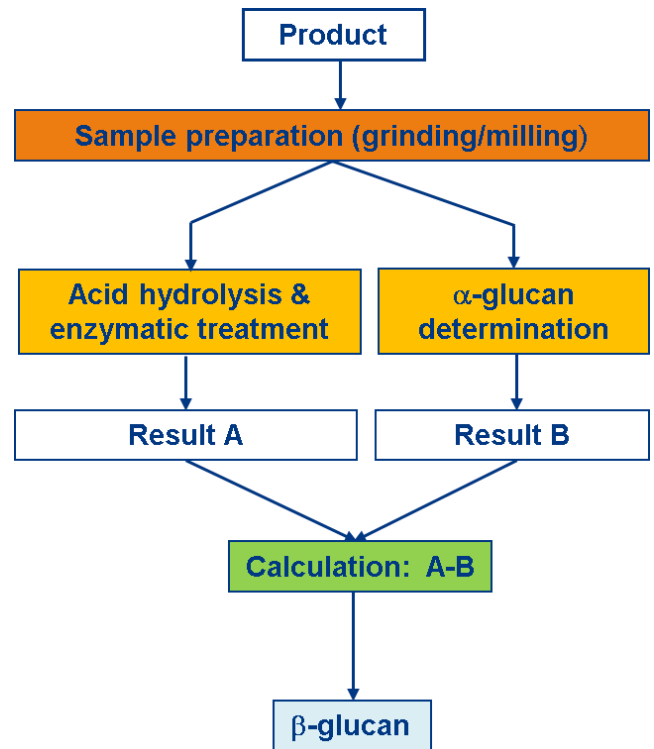 Product
Sample preparation (grinding/milling)
Acid hydrolysis &
enzymatic treatment
α-glucan
determination
Result A
Result B
Calculation:  A-B
β-glucan